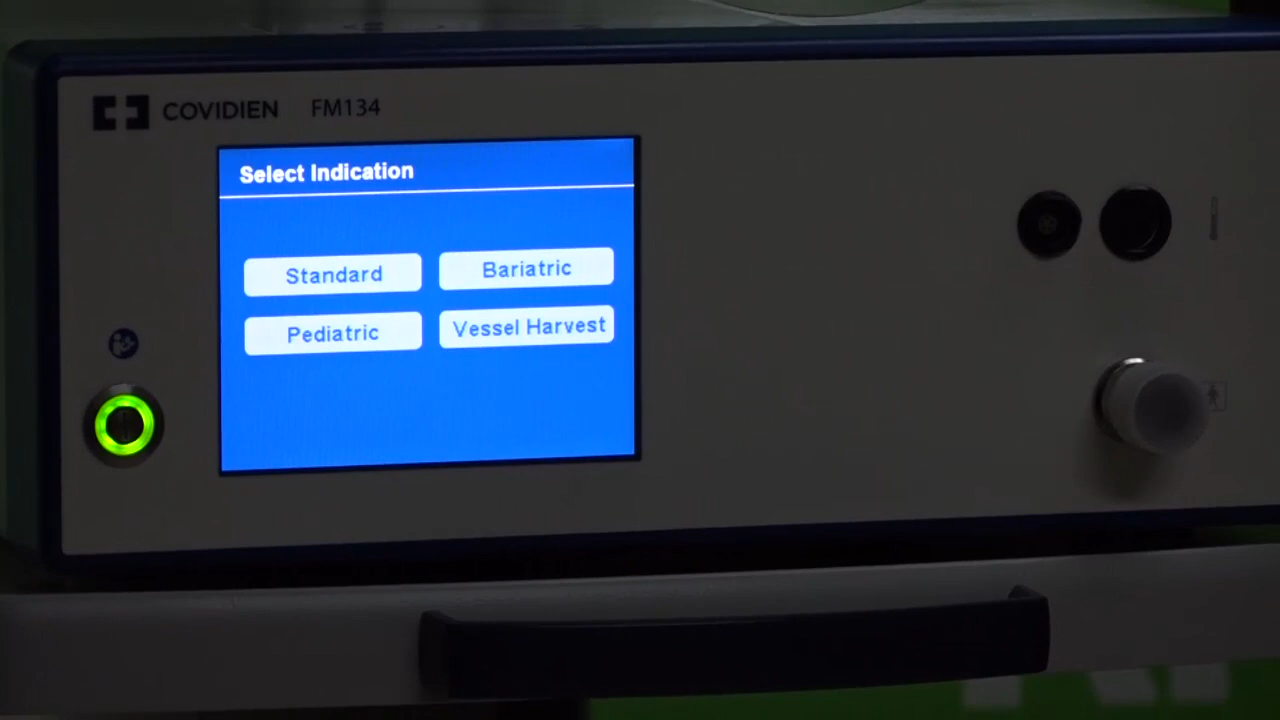 COVIDIEN FM134
Select Indication
Standard Bariatric
Pediatric Vessel Harvest